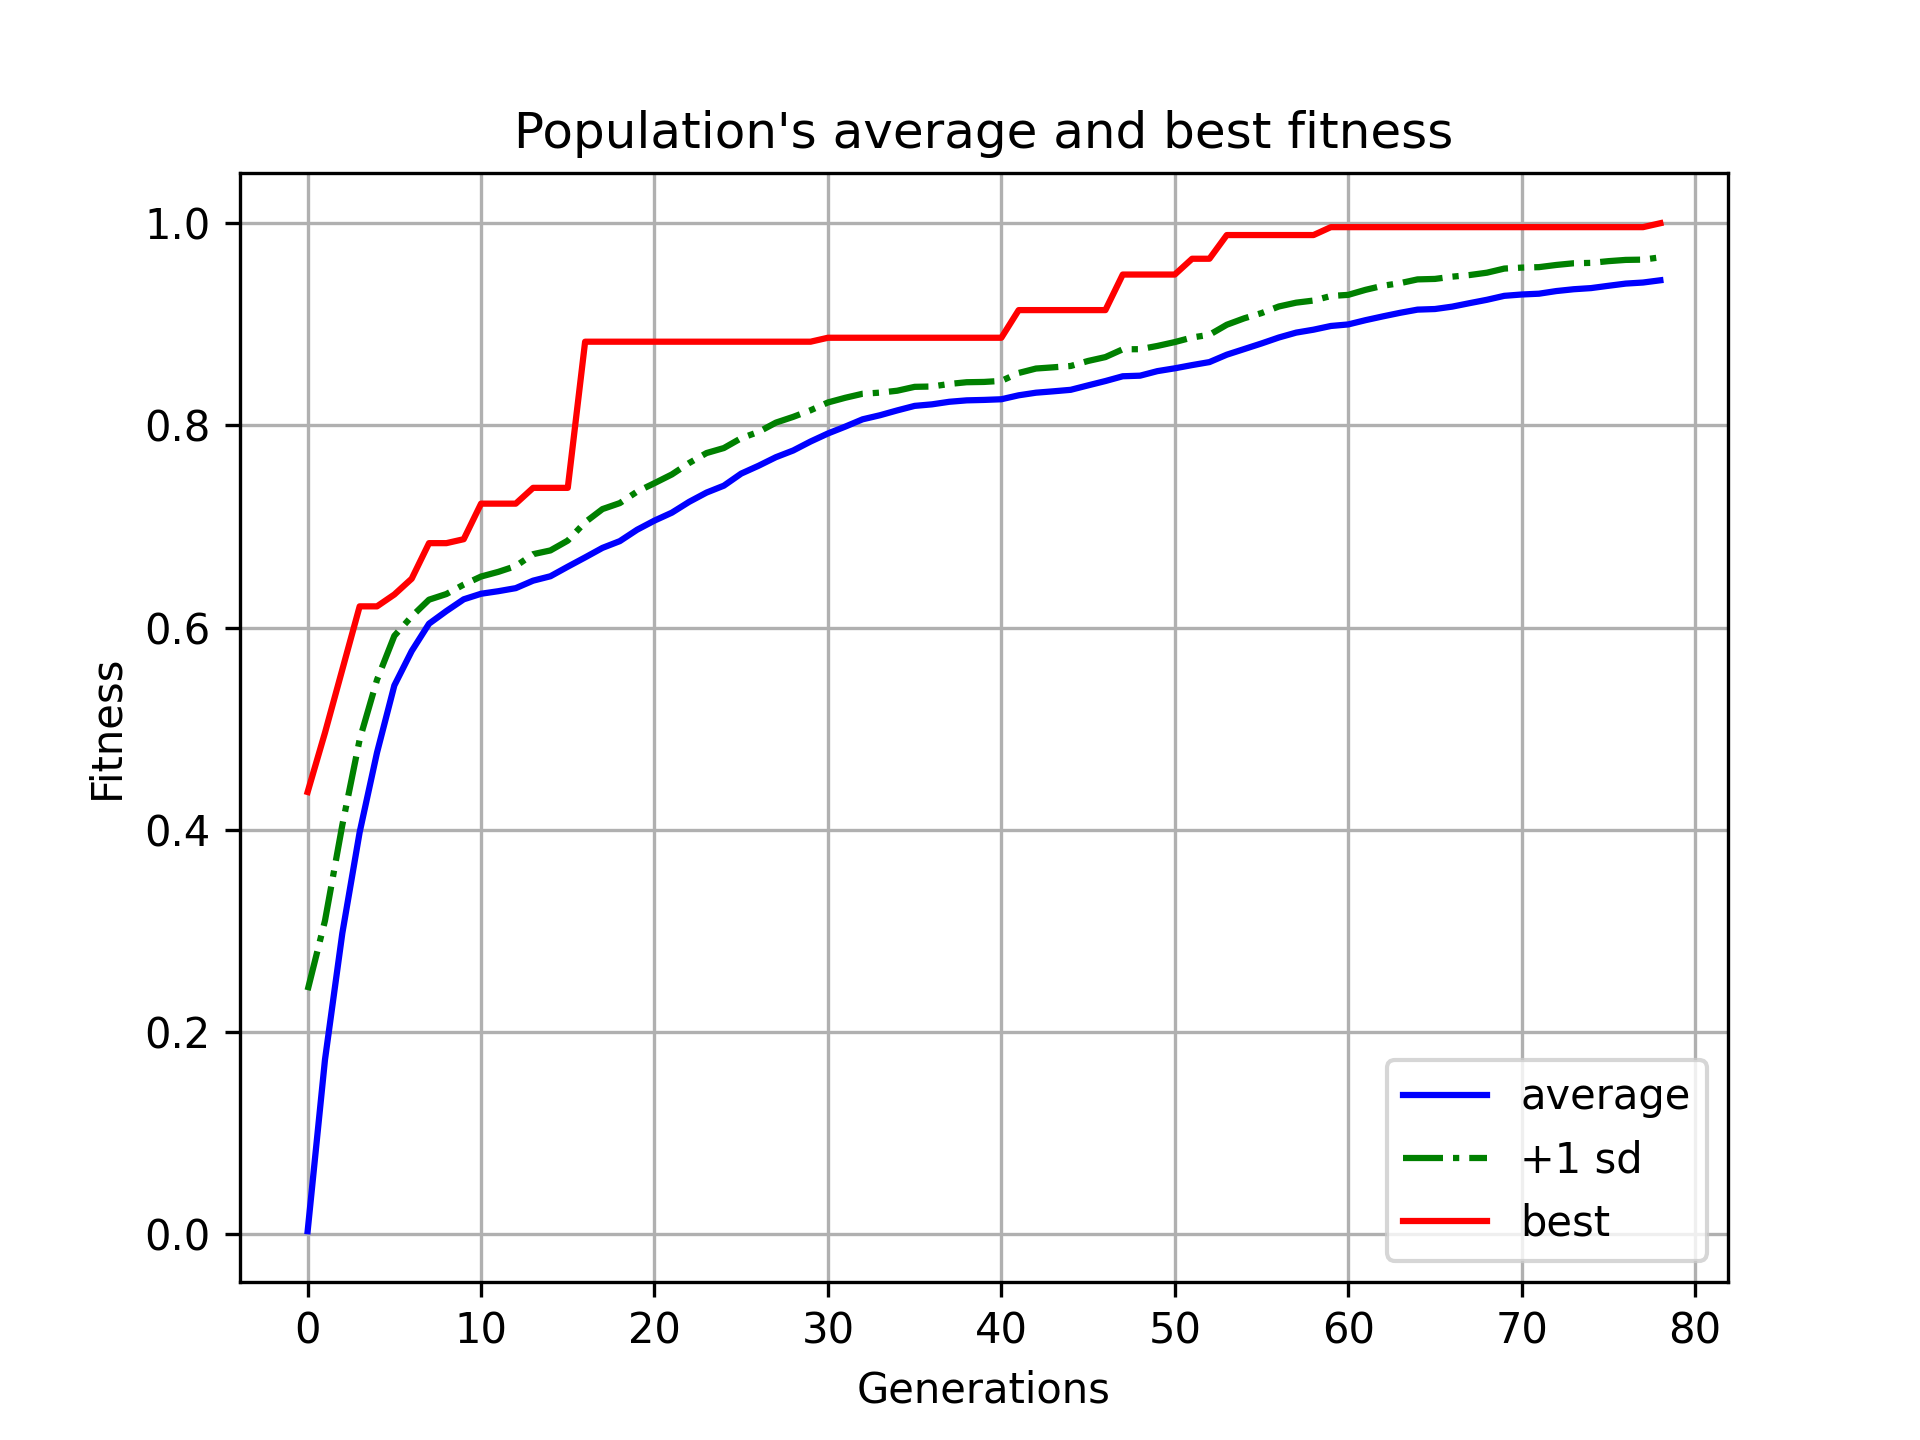 Population's average and best fitness
1.0
0.8
0.6
0.4
0.2
0.0
Fitness
0 10 20 30 40 50 60 70 80
Generations
average
+1 sd
best